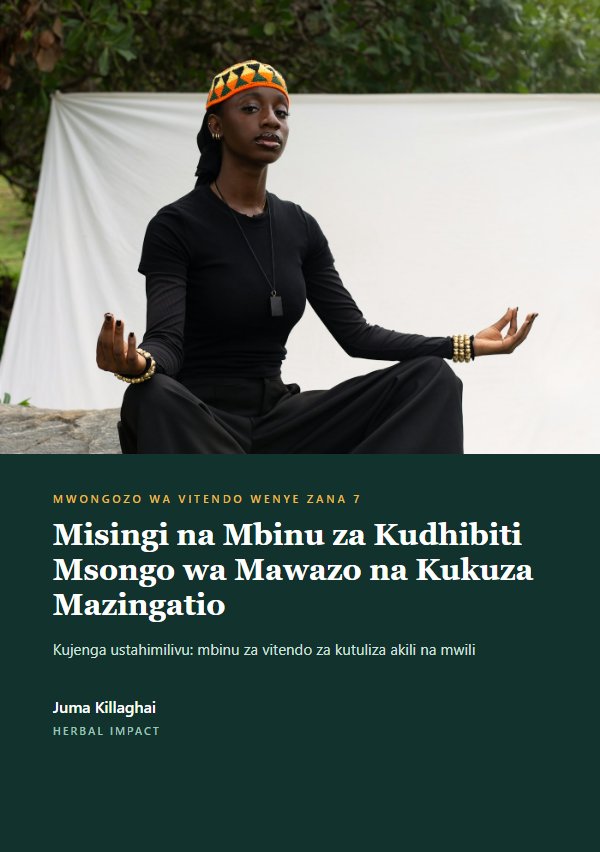 MWONGOZO WA VITENDO WENYE ZANA 7
Misingi na Mbinu za Kudhibiti
Msongo wa Mawazo na Kukuza
Mazingatio
Kujenga ustahimilivu: mbinu za vitendo za kutuliza akili na mwili
Juma Killaghai
HERBAL IMPACT